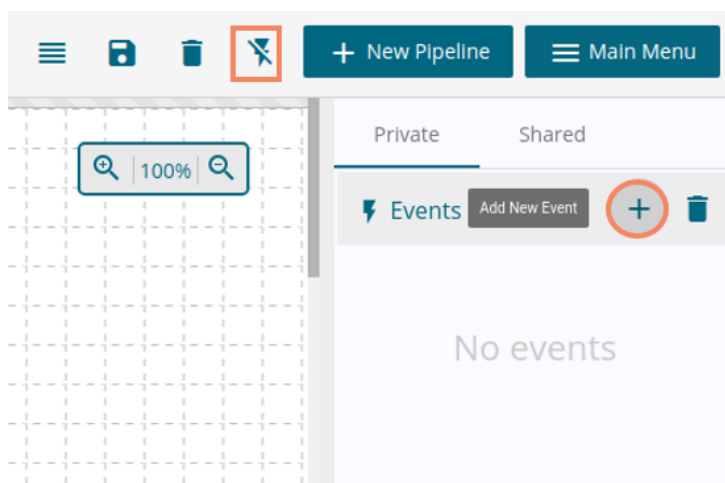 New Pipeline
Main Menu
Private
Shared
100%
Events
Add New Event
No events